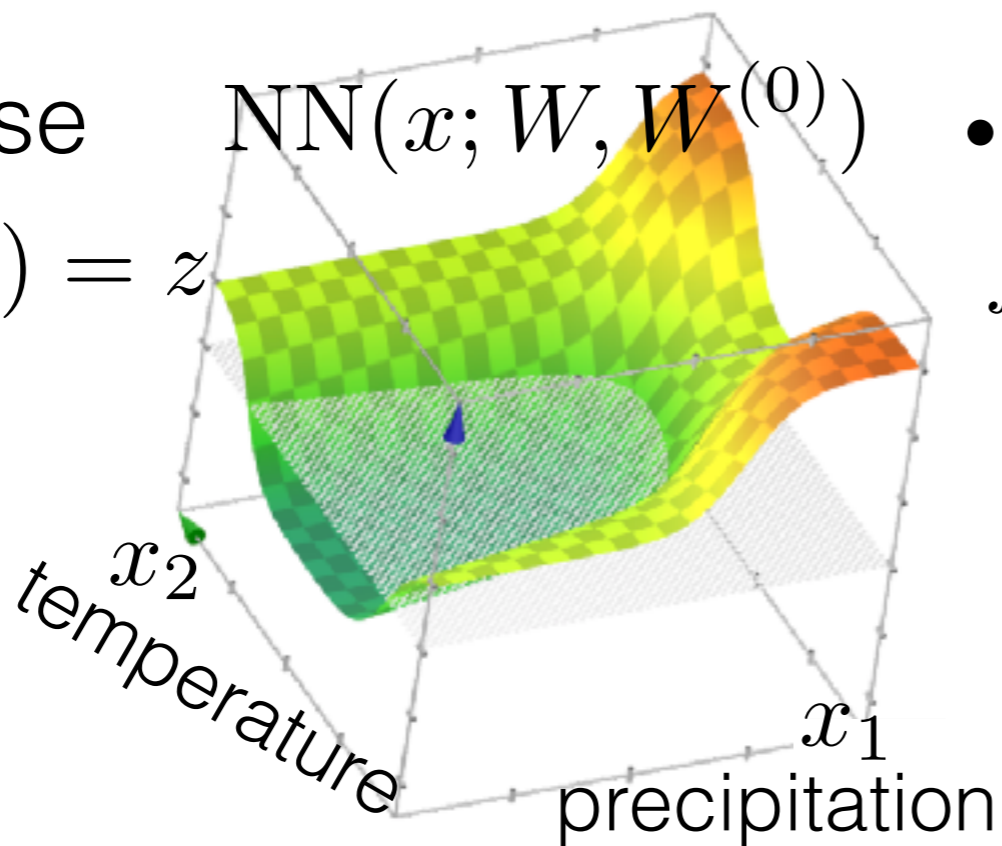 se NN(x; W, W^{(0)}) •
) = z
x_2
temperature
x_1
precipitation